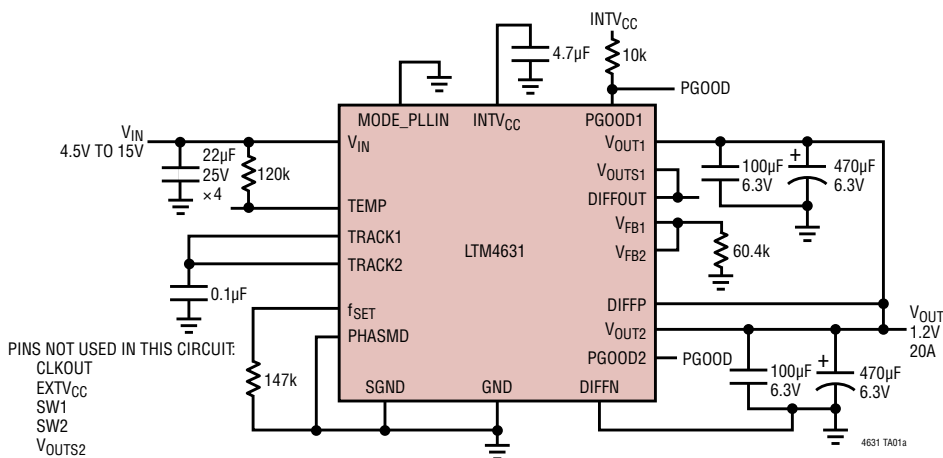 INTVCC
4.7µF
10k
PGOOD
MODE_PLLIN
INTVCC
PGOOD1
VIN
4.5V TO 15V
22µF
25V
×4
120k
VIN
TEMP
TRACK1
TRACK2
0.1µF
fSET
PHASMD
147k
SGND
GND
DIFFN
LTM4631
VOUT1
VOUTS1
DIFFOUT
VFB1
VFB2
60.4k
DIFFP
VOUT2
PGOOD2
PGOOD
100µF
6.3V
+
470µF
6.3V
VOUT
1.2V
20A
100µF
6.3V
+
470µF
6.3V
PINS NOT USED IN THIS CIRCUIT:
CLKOUT
EXTVCC
SW1
SW2
VOUTS2
4631 TA01a